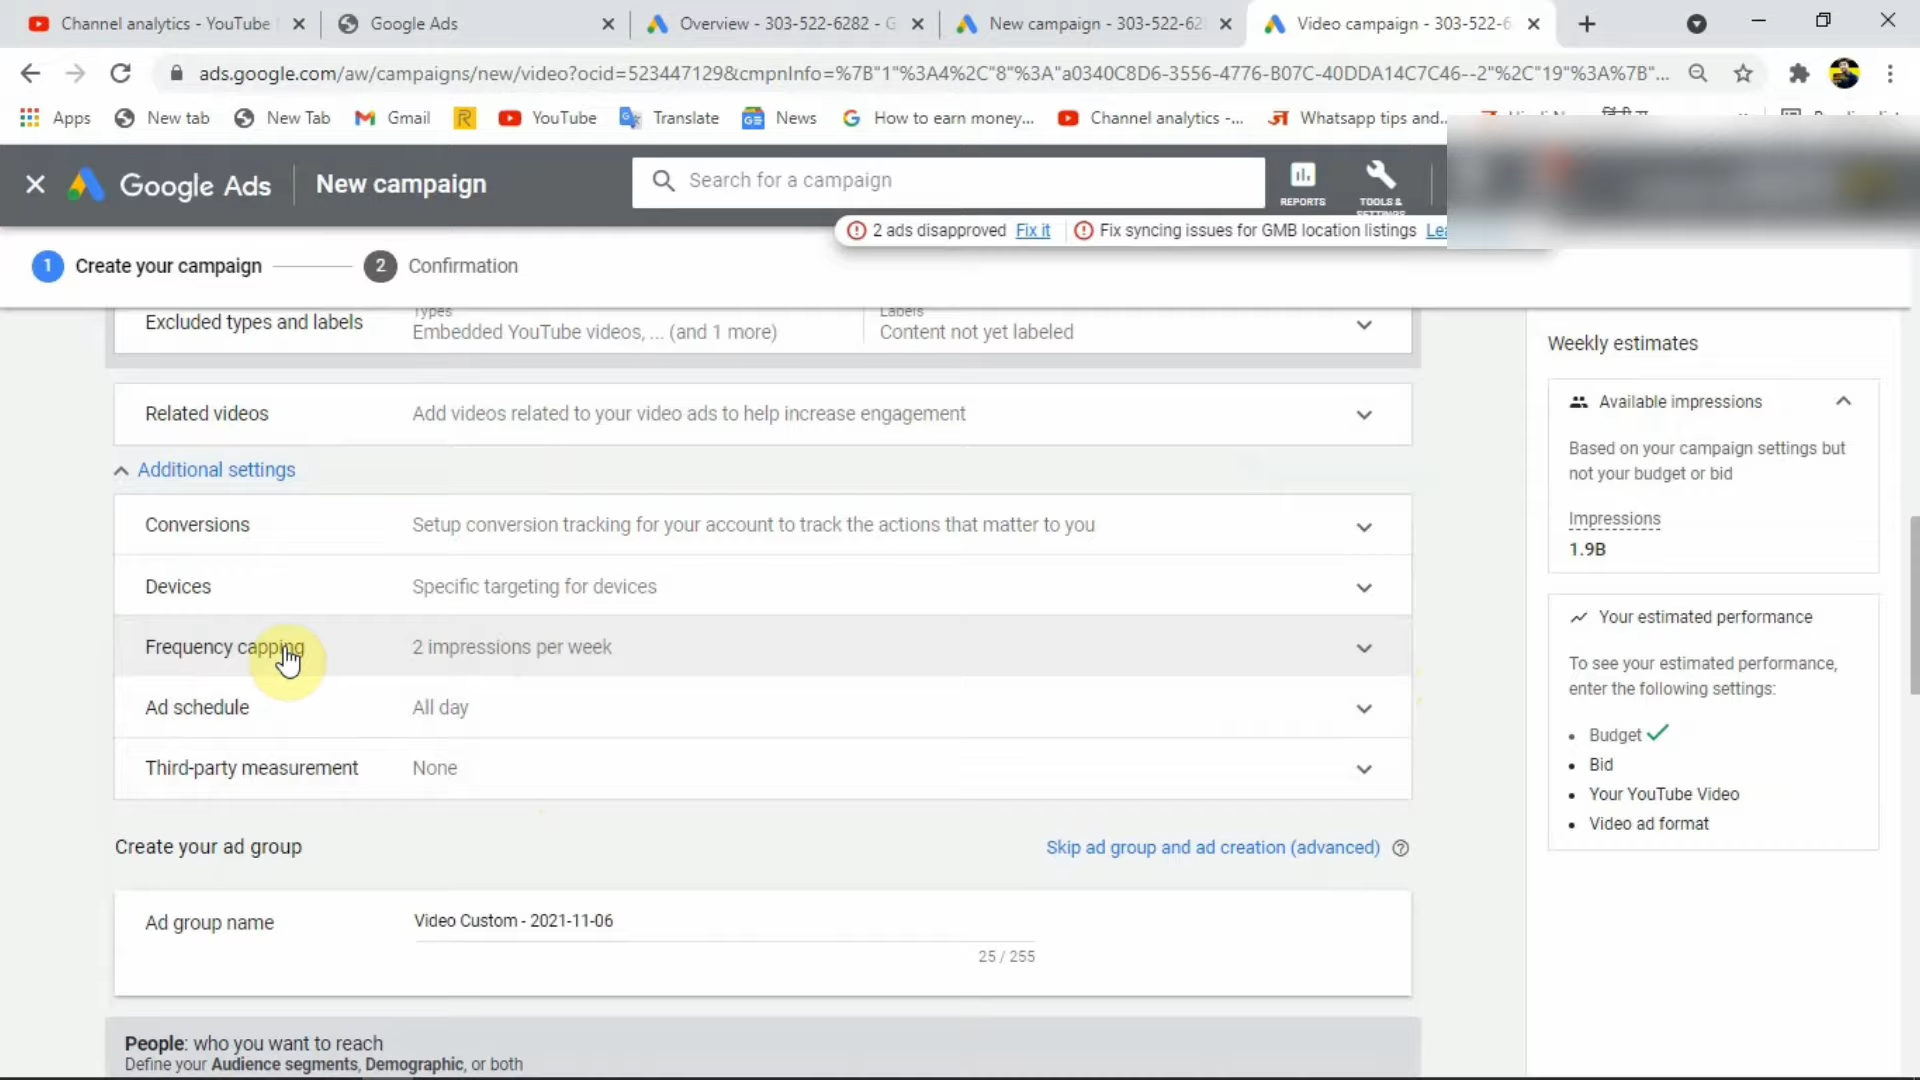 Channel analytics - YouTube
Google Ads
Overview - 303-522-6282 - G
New campaign - 303-522-62
Video campaign - 303-522-6
ads.google.com/aw/campaigns/new/video?ocid=523447129&cmpnInfo=%7B"1"%3A4%2C"8"%3A"a0340C8D6-3556-4776-B07C-40DDA14C7C46--2"%2C"19"%3A%7B"...
Apps
New tab
New Tab
Gmail
YouTube
Translate
News
How to earn money...
Channel analytics -...
Whatsapp tips and...
Google Ads
New campaign
Search for a campaign
REPORTS
TOOLS &
SETTINGS
2 ads disapproved Fix it
Fix syncing issues for GMB location listings Lea
1 Create your campaign
2 Confirmation
Excluded types and labels
Types
Embedded YouTube videos, ... (and 1 more)
Labels
Content not yet labeled
Related videos
Add videos related to your video ads to help increase engagement
Additional settings
Conversions
Setup conversion tracking for your account to track the actions that matter to you
Devices
Specific targeting for devices
Frequency capping
2 impressions per week
Ad schedule
All day
Third-party measurement
None
Create your ad group
Skip ad group and ad creation (advanced)
Ad group name
Video Custom - 2021-11-06
25 / 255
People: who you want to reach
Define your Audience segments, Demographic, or both
Weekly estimates
Available impressions
Based on your campaign settings but
not your budget or bid
Impressions
1.9B
Your estimated performance
To see your estimated performance,
enter the following settings:
Budget
Bid
Your YouTube Video
Video ad format